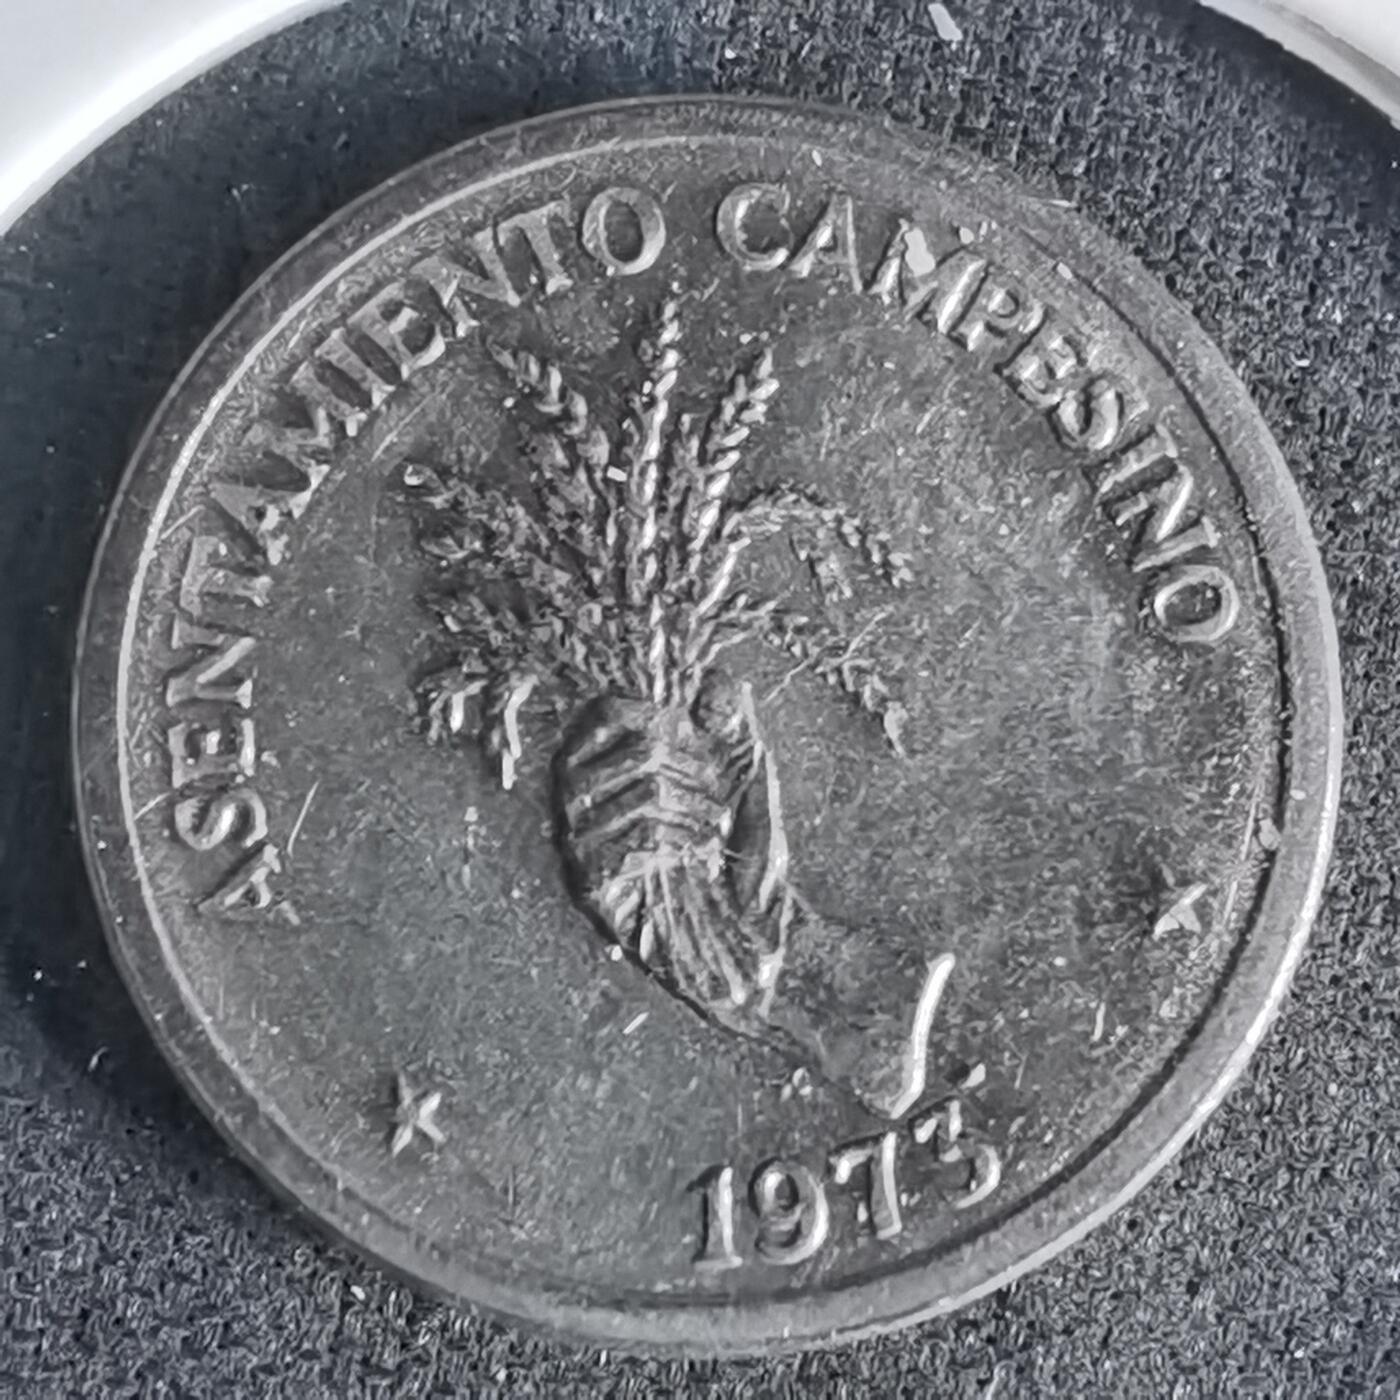 ASENTAMIENTO CAMPESINO
1973